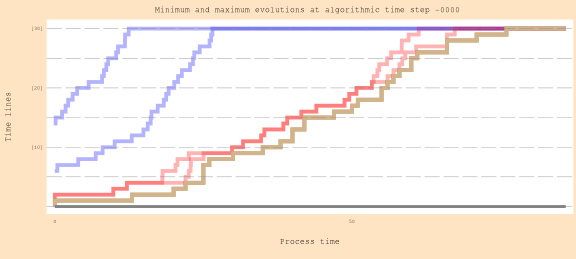 Minimum and maximum evolutions at algorithmic time step -0000
Time lines
[30]
[20]
[10]
0
50
Process time